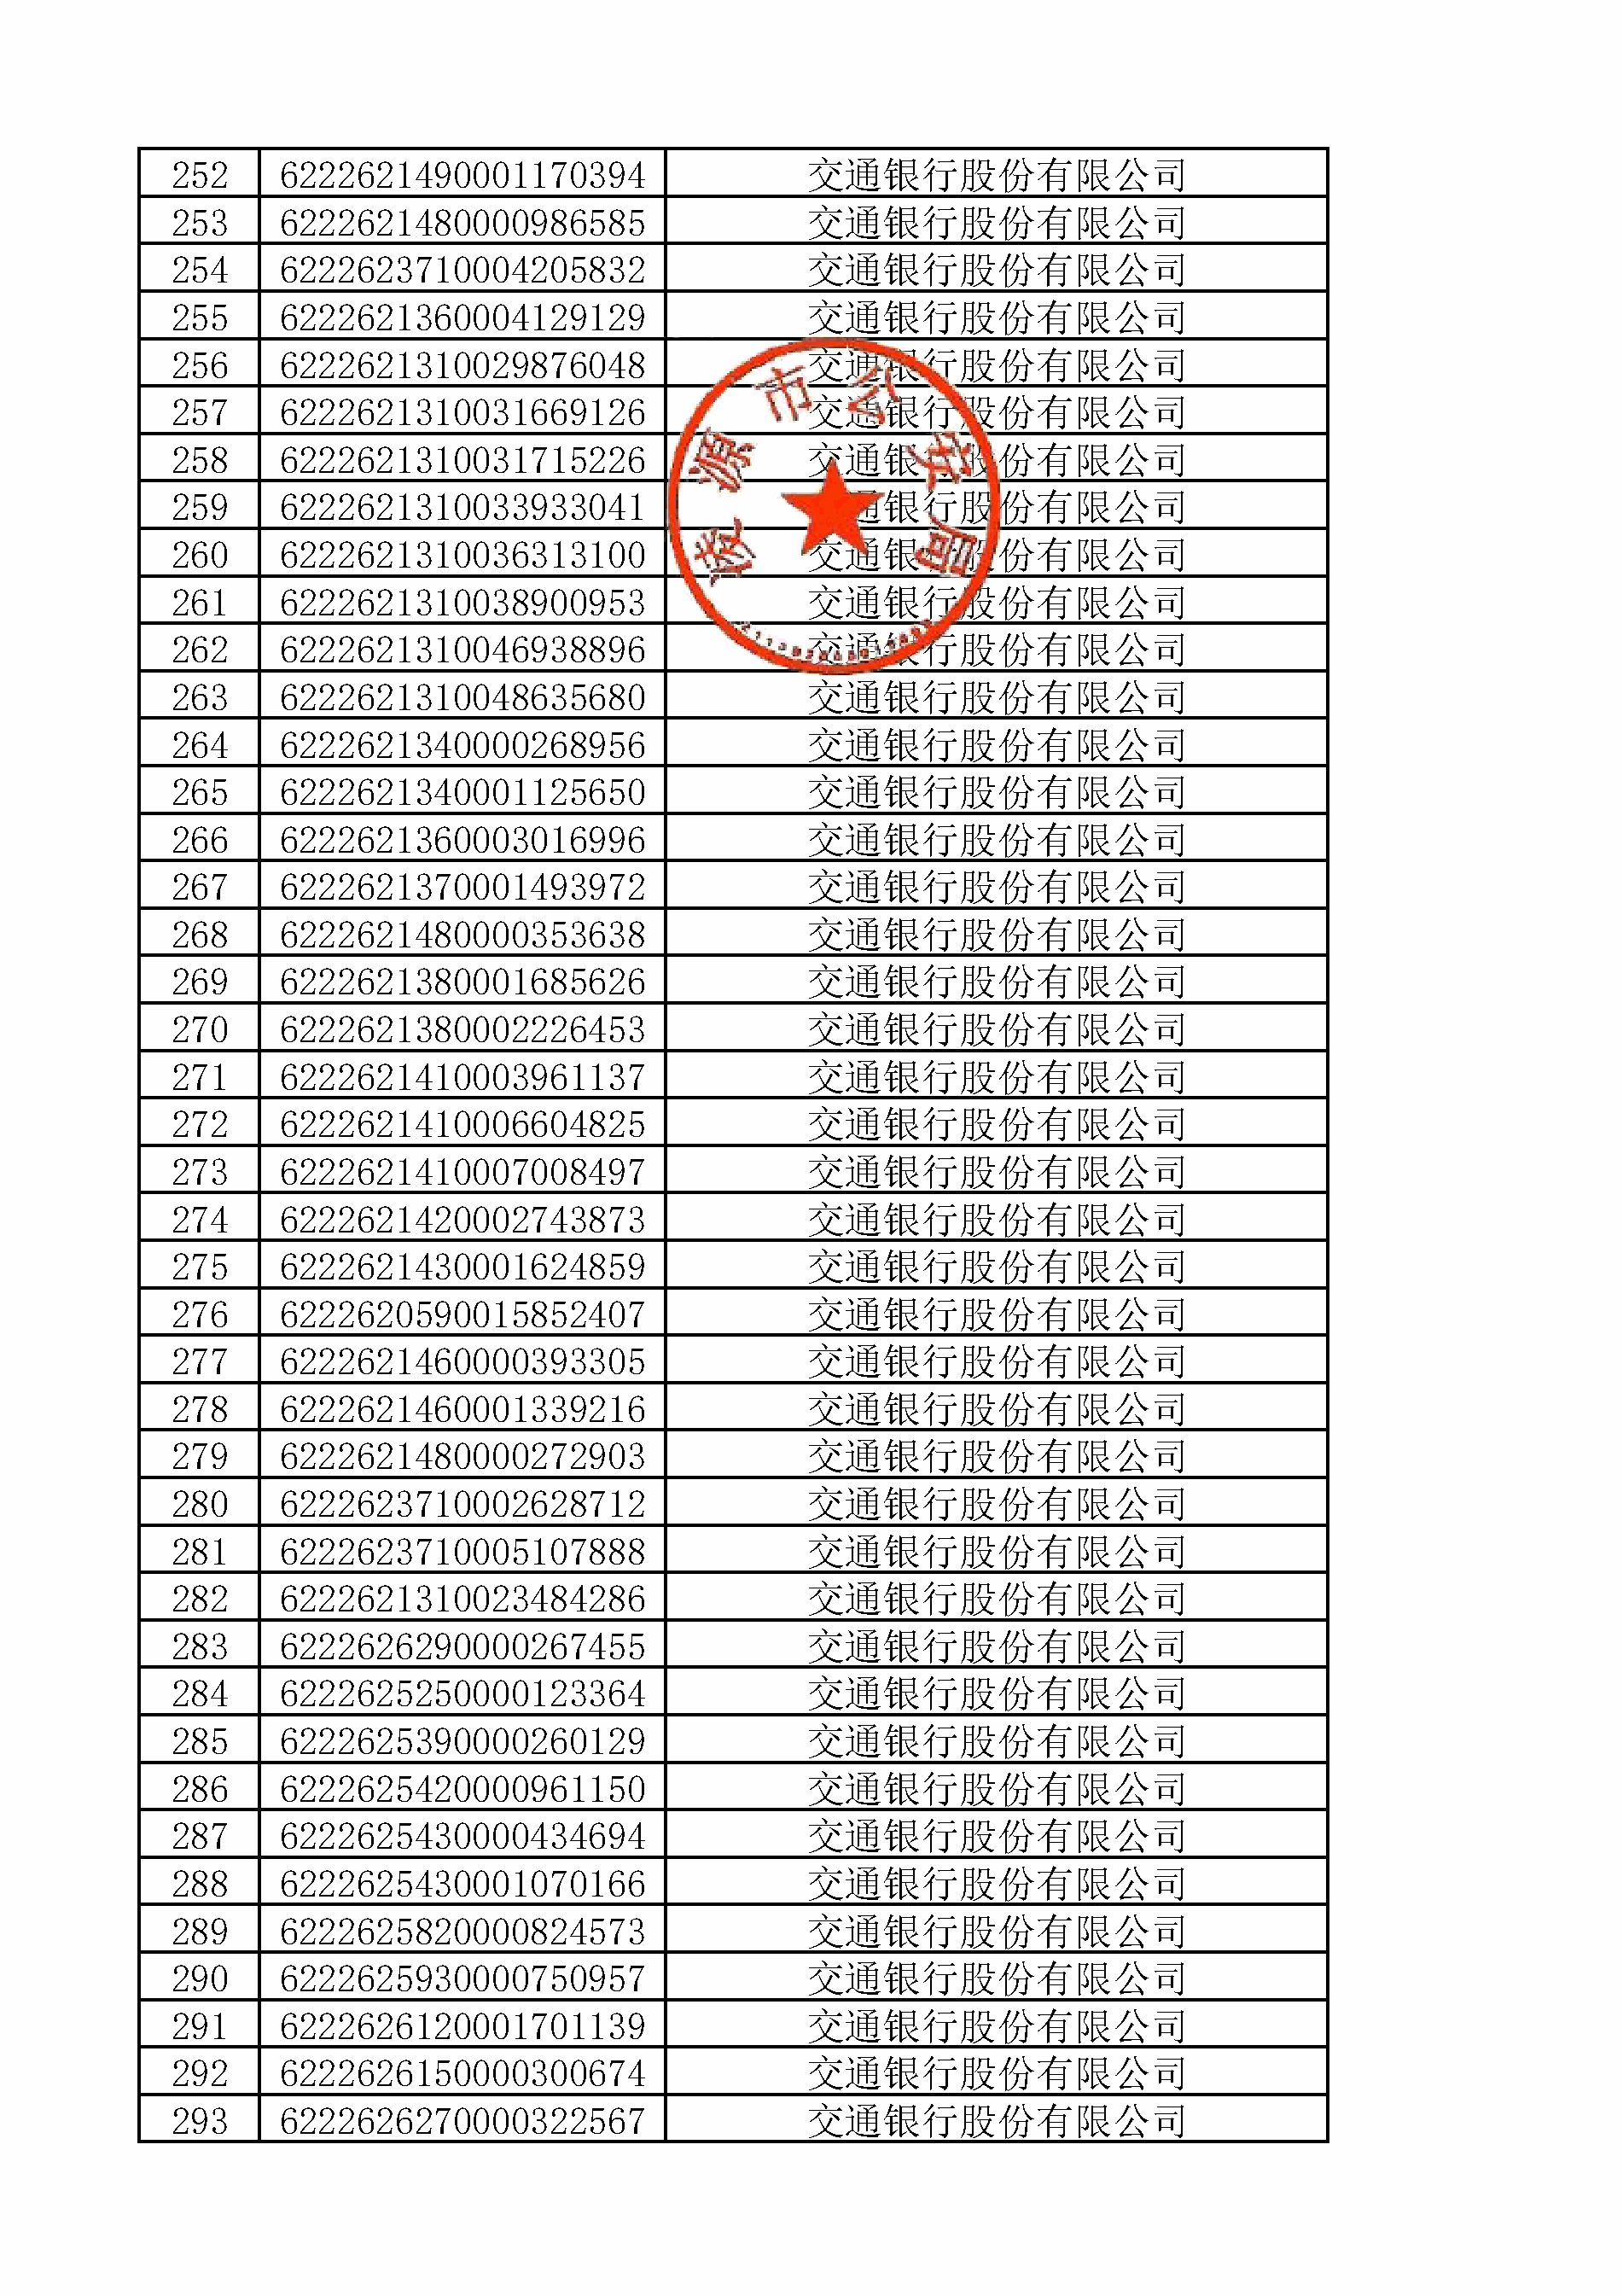 252 6222621490001170394 交通银行股份有限公司
253 6222621480000986585 交通银行股份有限公司
254 6222623710004205832 交通银行股份有限公司
255 6222621360004129129 交通银行股份有限公司
256 6222621310029876048 交通银行股份有限公司
257 6222621310031669126 交通银行股份有限公司
258 6222621310031715226 交通银行股份有限公司
259 6222621310033933041 交通银行股份有限公司
260 6222621310036313100 交通银行股份有限公司
261 6222621310038900953 交通银行股份有限公司
262 6222621310046938896 交通银行股份有限公司
263 6222621310048635680 交通银行股份有限公司
264 6222621340000268956 交通银行股份有限公司
265 6222621340001125650 交通银行股份有限公司
266 6222621360003016996 交通银行股份有限公司
267 6222621370001493972 交通银行股份有限公司
268 6222621480000353638 交通银行股份有限公司
269 6222621380001685626 交通银行股份有限公司
270 6222621380002226453 交通银行股份有限公司
271 6222621410003961137 交通银行股份有限公司
272 6222621410006604825 交通银行股份有限公司
273 6222621410007008497 交通银行股份有限公司
274 6222621420002743873 交通银行股份有限公司
275 6222621430001624859 交通银行股份有限公司
276 6222620590015852407 交通银行股份有限公司
277 6222621460000393305 交通银行股份有限公司
278 6222621460001339216 交通银行股份有限公司
279 6222621480000272903 交通银行股份有限公司
280 6222623710002628712 交通银行股份有限公司
281 6222623710005107888 交通银行股份有限公司
282 6222621310023484286 交通银行股份有限公司
283 6222626290000267455 交通银行股份有限公司
284 6222625250000123364 交通银行股份有限公司
285 6222625390000260129 交通银行股份有限公司
286 6222625420000961150 交通银行股份有限公司
287 6222625430000434694 交通银行股份有限公司
288 6222625430001070166 交通银行股份有限公司
289 6222625820000824573 交通银行股份有限公司
290 6222625930000750957 交通银行股份有限公司
291 6222626120001701139 交通银行股份有限公司
292 6222626150000300674 交通银行股份有限公司
293 6222626270000322567 交通银行股份有限公司
凌源市公安局